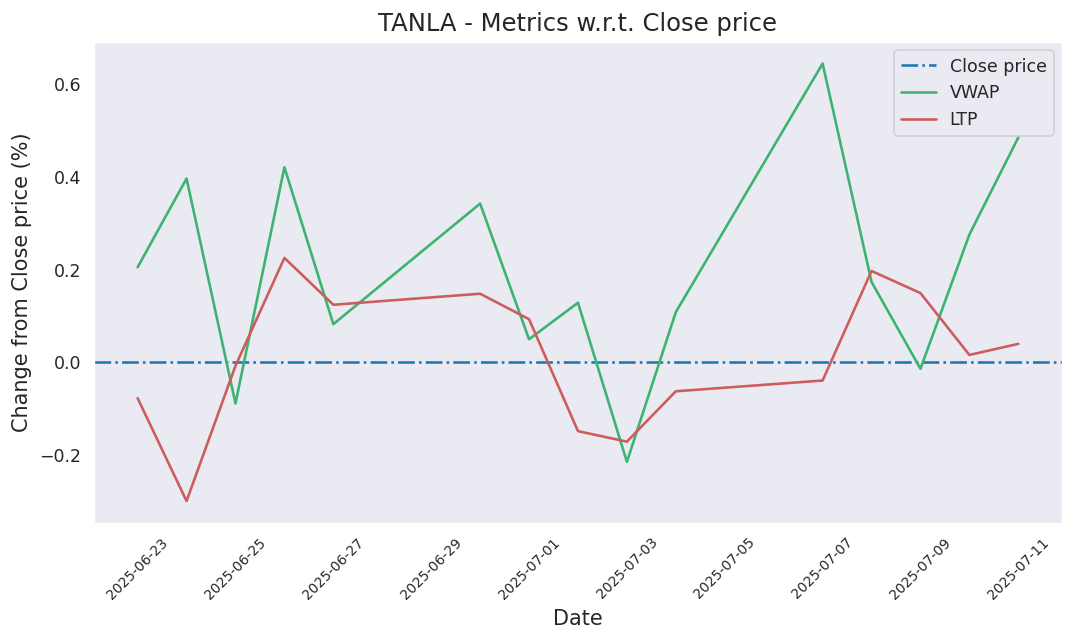 TANLA - Metrics w.r.t. Close price
Close price
VWAP
LTP
Change from Close price (%)
0.6
0.4
0.2
0.0
−0.2
2025-06-23
2025-06-25
2025-06-27
2025-06-29
2025-07-01
2025-07-03
2025-07-05
2025-07-07
2025-07-09
2025-07-11
Date